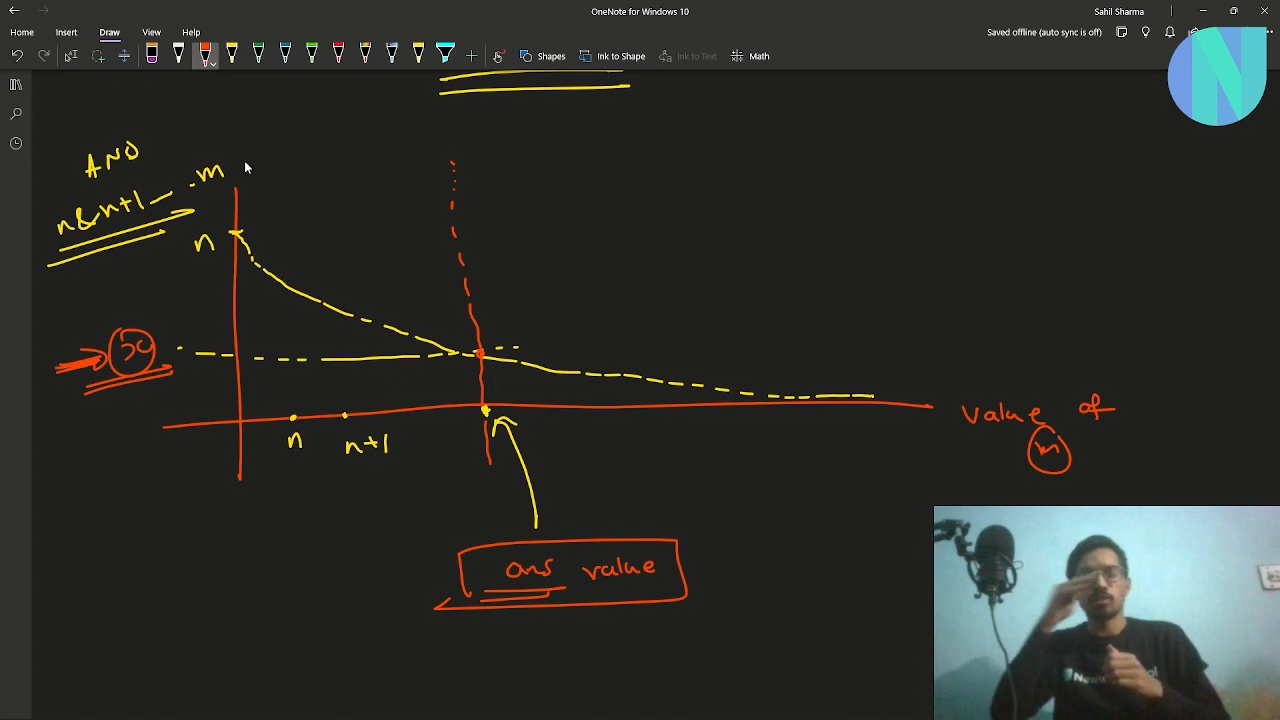 OneNote for Windows 10
Sahil Sharma
Home Insert Draw View Help
Saved offline (auto sync is off)
Shapes Ink to Shape Ink to Text Math
AND
n & n+1 - - . m
n
n n+1
value of
m
ans value